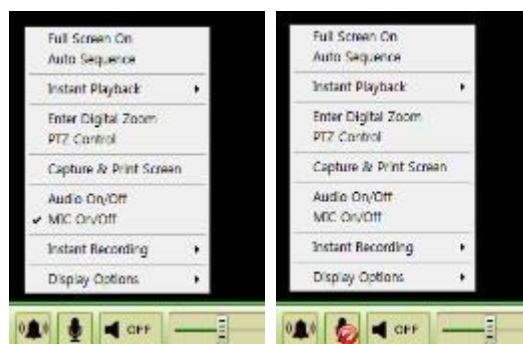 Full Screen On
Auto Sequence
Instant Playback
Enter Digital Zoom
PTZ Control
Capture & Print Screen
Audio On/Off
MIC On/Off
Instant Recording
Display Options
OFF
Full Screen On
Auto Sequence
Instant Playback
Enter Digital Zoom
PTZ Control
Capture & Print Screen
Audio On/Off
MIC On/Off
Instant Recording
Display Options
OFF